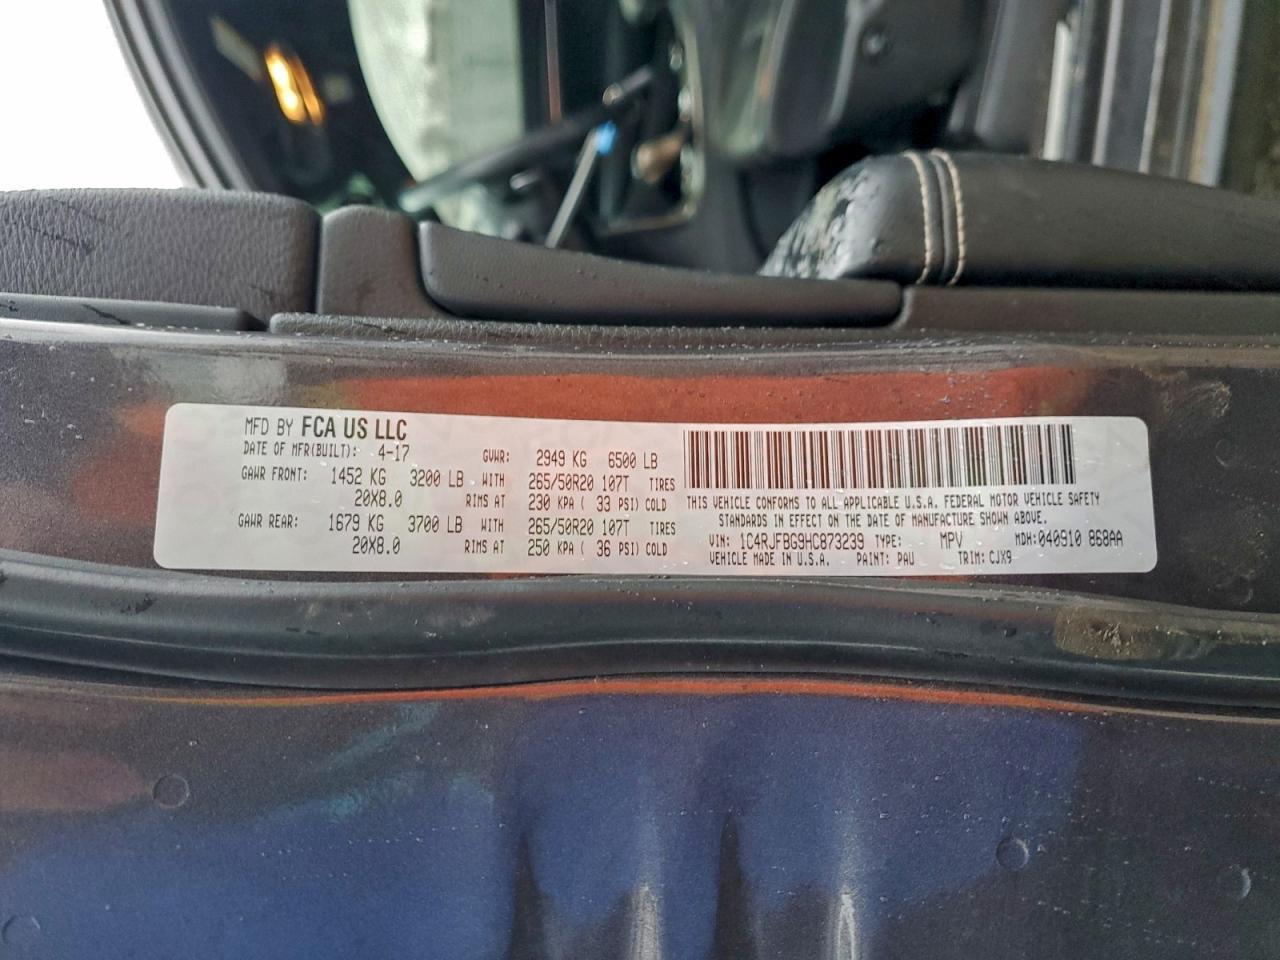 MFD BY FCA US LLC
DATE OF MFR(BUILT): 4-17 GVWR: 2949 KG 6500 LB
GAWR FRONT: 1452 KG 3200 LB WITH 265/50R20 107T TIRES
20X8.0 RIMS AT 230 KPA ( 33 PSI) COLD
GAWR REAR: 1679 KG 3700 LB WITH 265/50R20 107T TIRES
20X8.0 RIMS AT 250 KPA ( 36 PSI) COLD
THIS VEHICLE CONFORMS TO ALL APPLICABLE U.S.A. FEDERAL MOTOR VEHICLE SAFETY
STANDARDS IN EFFECT ON THE DATE OF MANUFACTURE SHOWN ABOVE.
VIN: 1C4RJFBG9HC873239 TYPE: MPV MDH:040910 868AA
VEHICLE MADE IN U.S.A. PAINT: PAU TRIM: CJX9